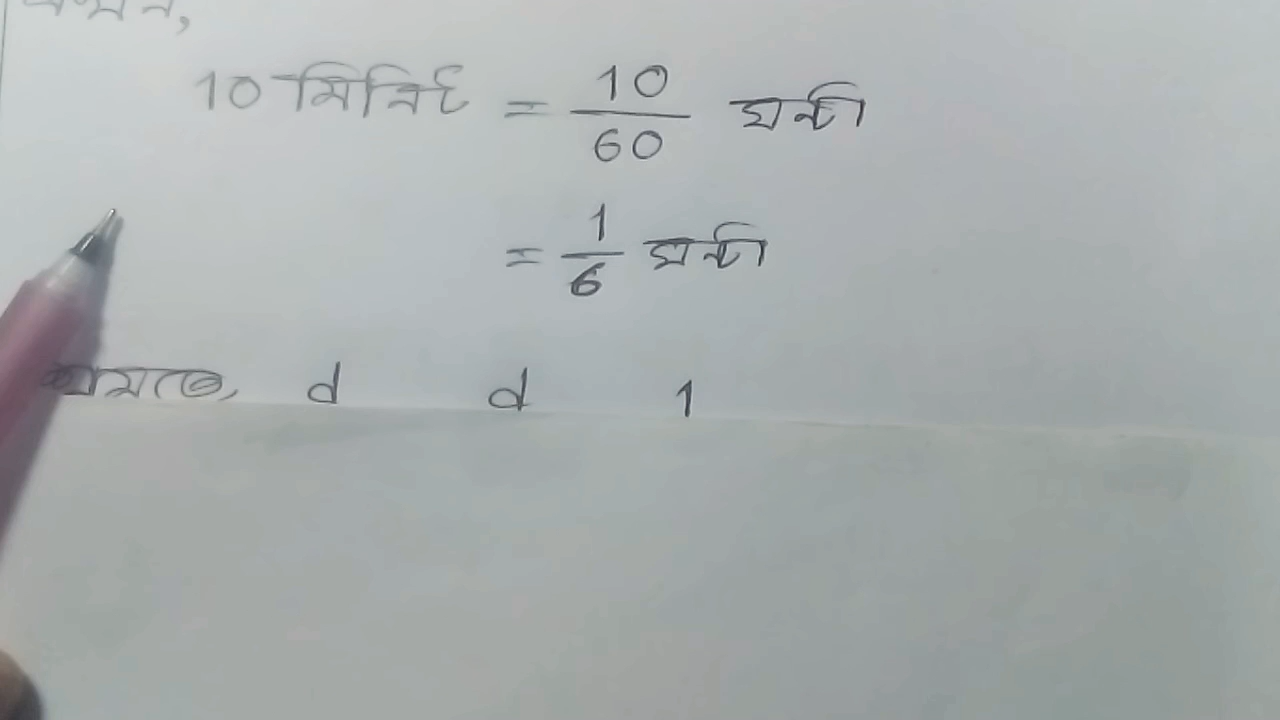 10 মিনিট = 10/60 ঘন্টা
= 1/6 ঘন্টা
d d 1